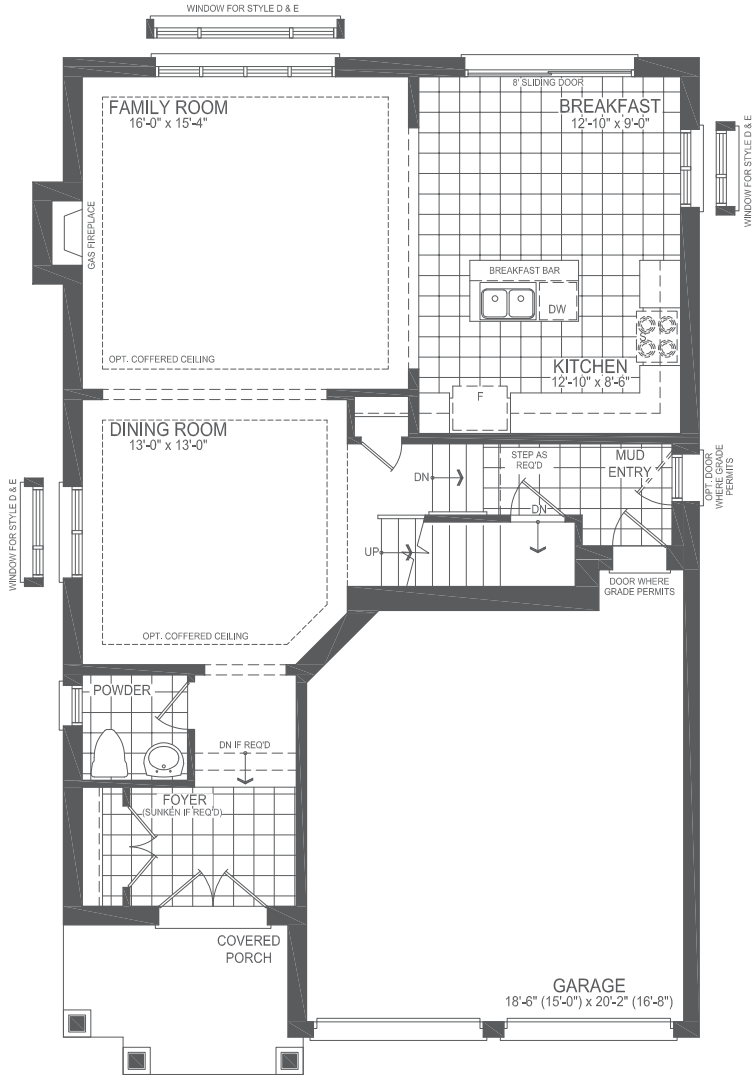 WINDOW FOR STYLE D & E
8' SLIDING DOOR
FAMILY ROOM
16'-0" x 15'-4"
BREAKFAST
12'-10" x 9'-0"
WINDOW FOR STYLE D & E
GAS FIREPLACE
BREAKFAST BAR
DW
OPT. COFFERED CEILING
KITCHEN
12'-10" x 8'-6"
F
DINING ROOM
13'-0" x 13'-0"
STEP AS
REQ'D
MUD
ENTRY
OPT. DOOR
WHERE GRADE
PERMITS
DN
WINDOW FOR STYLE D & E
DN
UP
DOOR WHERE
GRADE PERMITS
OPT. COFFERED CEILING
POWDER
DN IF REQ'D
FOYER
(SUNKEN IF REQ'D)
COVERED
PORCH
GARAGE
18'-6" (15'-0") x 20'-2" (16'-8")